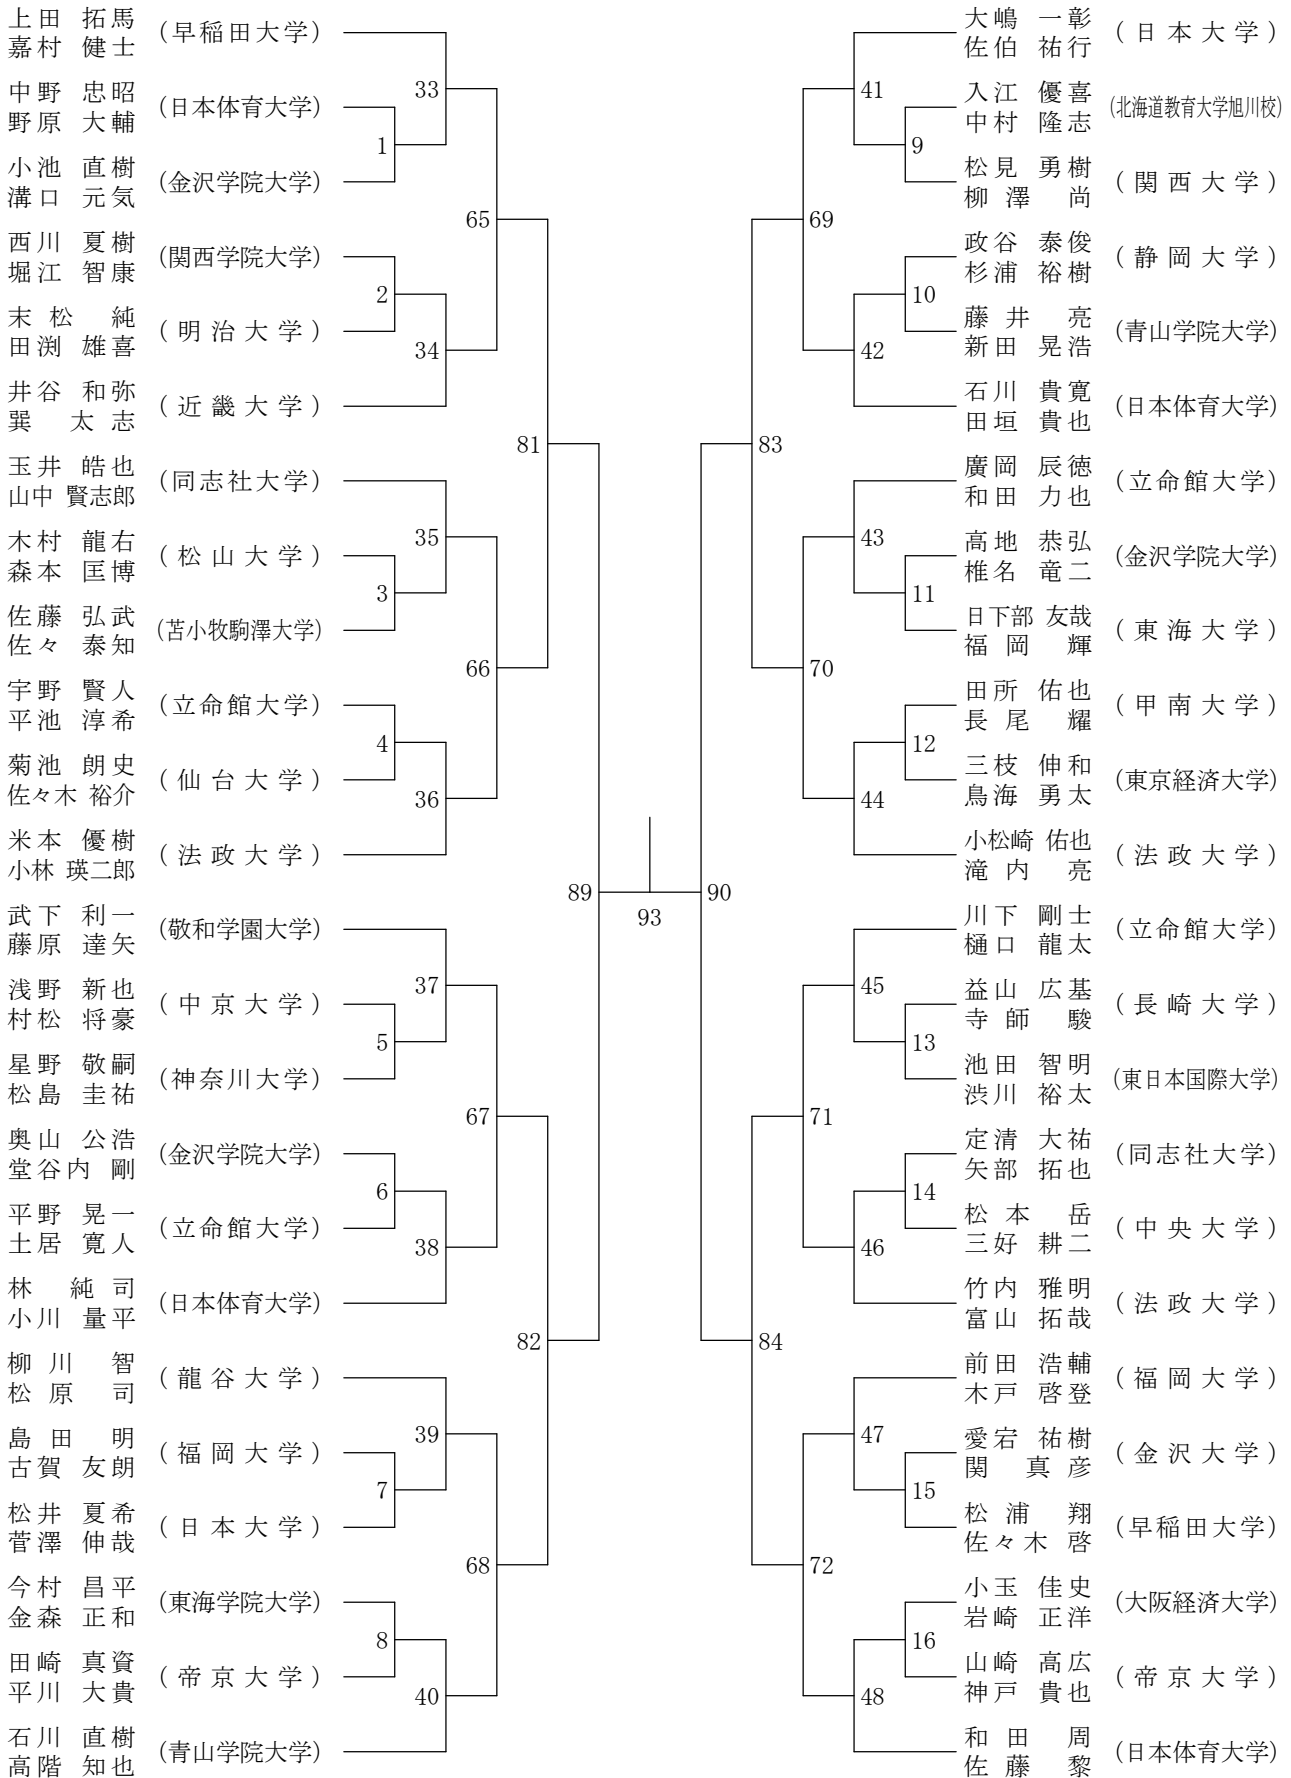 上田 拓馬
嘉村 健士
(早稲田大学)
中野 忠昭
野原 大輔
(日本体育大学)
小池 直樹
溝口 元気
(金沢学院大学)
西川 夏樹
堀江 智康
(関西学院大学)
末松 純
田渕 雄喜
(明治大学)
井谷 和弥
巽 太志
(近畿大学)
玉井 皓也
山中 賢志郎
(同志社大学)
木村 龍右
森本 匡博
(松山大学)
佐藤 弘武
佐々 泰知
(苫小牧駒澤大学)
宇野 賢人
平池 淳希
(立命館大学)
菊池 朗史
佐々木 裕介
(仙台大学)
米本 優樹
小林 瑛二郎
(法政大学)
武下 利一
藤原 達矢
(敬和学園大学)
浅野 新也
村松 将豪
(中京大学)
星野 敬嗣
松島 圭祐
(神奈川大学)
奥山 公浩
堂谷内 剛
(金沢学院大学)
平野 晃一
土居 寛人
(立命館大学)
林 純司
小川 量平
(日本体育大学)
柳川 智
松原 司
(龍谷大学)
島田 明
古賀 友朗
(福岡大学)
松井 夏希
菅澤 伸哉
(日本大学)
今村 昌平
金森 正和
(東海学院大学)
田崎 真資
平川 大貴
(帝京大学)
石川 直樹
高階 知也
(青山学院大学)
1
2
3
4
5
6
7
8
33
34
35
36
37
38
39
40
65
66
67
68
81
82
89
93
90
83
84
69
70
71
72
41
42
43
44
45
46
47
48
9
10
11
12
13
14
15
16
大嶋 一彰
佐伯 祐行
(日本大学)
入江 優喜
中村 隆志
(北海道教育大学旭川校)
松見 勇樹
柳澤 尚
(関西大学)
政谷 泰俊
杉浦 裕樹
(静岡大学)
藤井 亮
新田 晃浩
(青山学院大学)
石川 貴寛
田垣 貴也
(日本体育大学)
廣岡 辰徳
和田 力也
(立命館大学)
高地 恭弘
椎名 竜二
(金沢学院大学)
日下部 友哉
福岡 輝
(東海大学)
田所 佑也
長尾 耀
(甲南大学)
三枝 伸和
鳥海 勇太
(東京経済大学)
小松崎 佑也
滝内 亮
(法政大学)
川下 剛士
樋口 龍太
(立命館大学)
益山 広基
寺師 駿
(長崎大学)
池田 智明
渋川 裕太
(東日本国際大学)
定清 大祐
矢部 拓也
(同志社大学)
松本 岳
三好 耕二
(中央大学)
竹内 雅明
富山 拓哉
(法政大学)
前田 浩輔
木戸 啓登
(福岡大学)
愛宕 祐樹
関 真彦
(金沢大学)
松浦 翔
佐々木 啓
(早稲田大学)
小玉 佳史
岩崎 正洋
(大阪経済大学)
山崎 高広
神戸 貴也
(帝京大学)
和田 周
佐藤 黎
(日本体育大学)